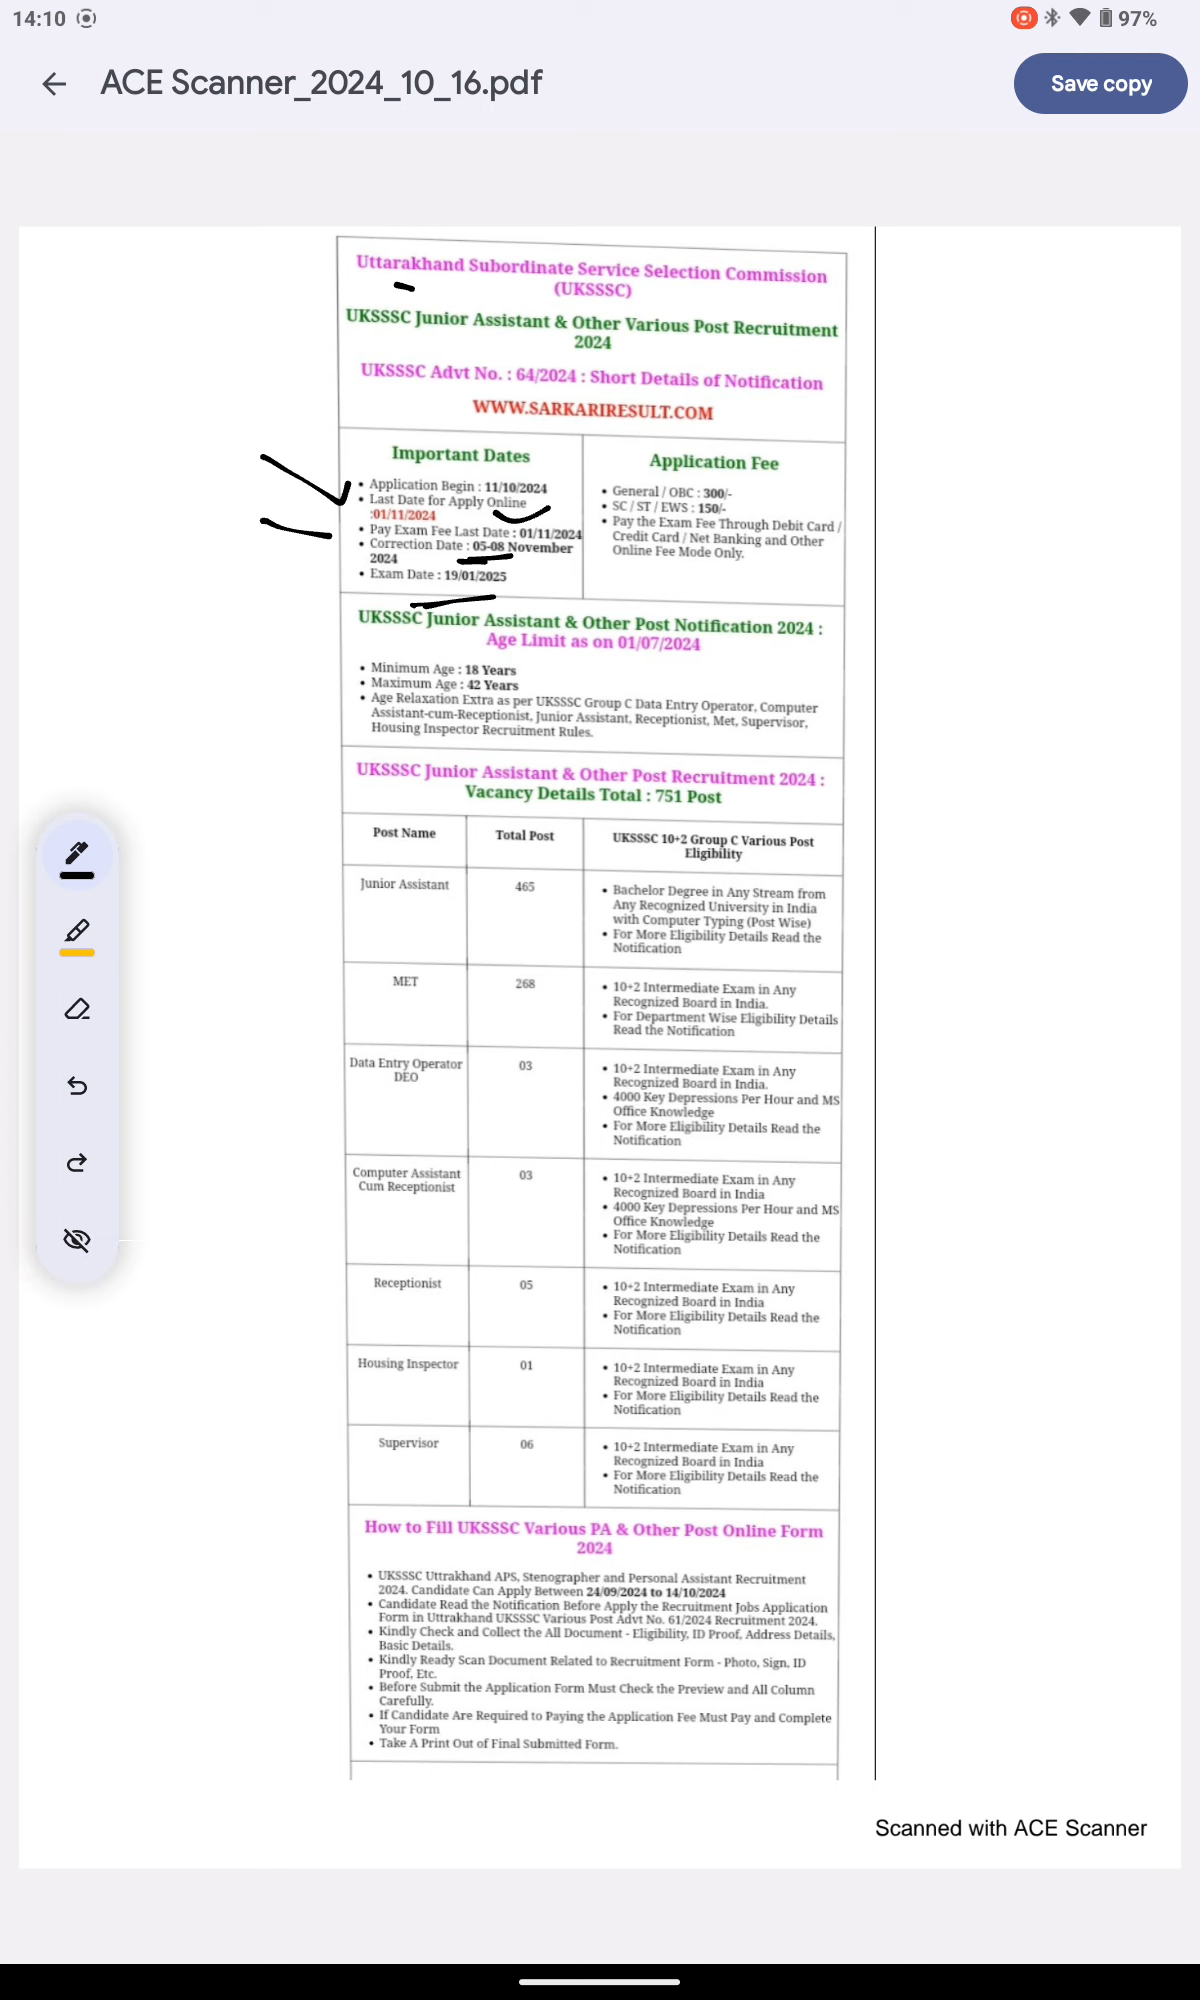 14:10
97%
ACE Scanner_2024_10_16.pdf
Save copy
Uttarakhand Subordinate Service Selection Commission
(UKSSSC)
UKSSSC Junior Assistant & Other Various Post Recruitment
2024
UKSSSC Advt No. : 64/2024 : Short Details of Notification
WWW.SARKARIRESULT.COM
Important Dates
• Application Begin : 11/10/2024
• Last Date for Apply Online
:01/11/2024
• Pay Exam Fee Last Date : 01/11/2024
• Correction Date : 05-08 November
2024
• Exam Date : 19/01/2025
Application Fee
• General / OBC : 300/-
• SC / ST / EWS : 150/-
• Pay the Exam Fee Through Debit Card /
Credit Card / Net Banking and Other
Online Fee Mode Only.
UKSSSC Junior Assistant & Other Post Notification 2024 :
Age Limit as on 01/07/2024
• Minimum Age : 18 Years
• Maximum Age : 42 Years
• Age Relaxation Extra as per UKSSSC Group C Data Entry Operator, Computer
Assistant-cum-Receptionist, Junior Assistant, Receptionist, Met, Supervisor,
Housing Inspector Recruitment Rules.
UKSSSC Junior Assistant & Other Post Recruitment 2024 :
Vacancy Details Total : 751 Post
Post Name
Total Post
UKSSSC 10+2 Group C Various Post
Eligibility
Junior Assistant
465
• Bachelor Degree in Any Stream from
Any Recognized University in India
with Computer Typing (Post Wise)
• For More Eligibility Details Read the
Notification
MET
268
• 10+2 Intermediate Exam in Any
Recognized Board in India.
• For Department Wise Eligibility Details
Read the Notification
Data Entry Operator
DEO
03
• 10+2 Intermediate Exam in Any
Recognized Board in India.
• 4000 Key Depressions Per Hour and MS
Office Knowledge
• For More Eligibility Details Read the
Notification
Computer Assistant
Cum Receptionist
03
• 10+2 Intermediate Exam in Any
Recognized Board in India
• 4000 Key Depressions Per Hour and MS
Office Knowledge
• For More Eligibility Details Read the
Notification
Receptionist
05
• 10+2 Intermediate Exam in Any
Recognized Board in India
• For More Eligibility Details Read the
Notification
Housing Inspector
01
• 10+2 Intermediate Exam in Any
Recognized Board in India
• For More Eligibility Details Read the
Notification
Supervisor
06
• 10+2 Intermediate Exam in Any
Recognized Board in India
• For More Eligibility Details Read the
Notification
How to Fill UKSSSC Various PA & Other Post Online Form
2024
• UKSSSC Uttrakhand APS, Stenographer and Personal Assistant Recruitment
2024. Candidate Can Apply Between 24/09/2024 to 14/10/2024
• Candidate Read the Notification Before Apply the Recruitment Jobs Application
Form in Uttrakhand UKSSSC Various Post Advt No. 61/2024 Recruitment 2024.
• Kindly Check and Collect the All Document - Eligibility, ID Proof, Address Details,
Basic Details.
• Kindly Ready Scan Document Related to Recruitment Form - Photo, Sign, ID
Proof, Etc.
• Before Submit the Application Form Must Check the Preview and All Column
Carefully.
• If Candidate Are Required to Paying the Application Fee Must Pay and Complete
Your Form
• Take A Print Out of Final Submitted Form.
Scanned with ACE Scanner